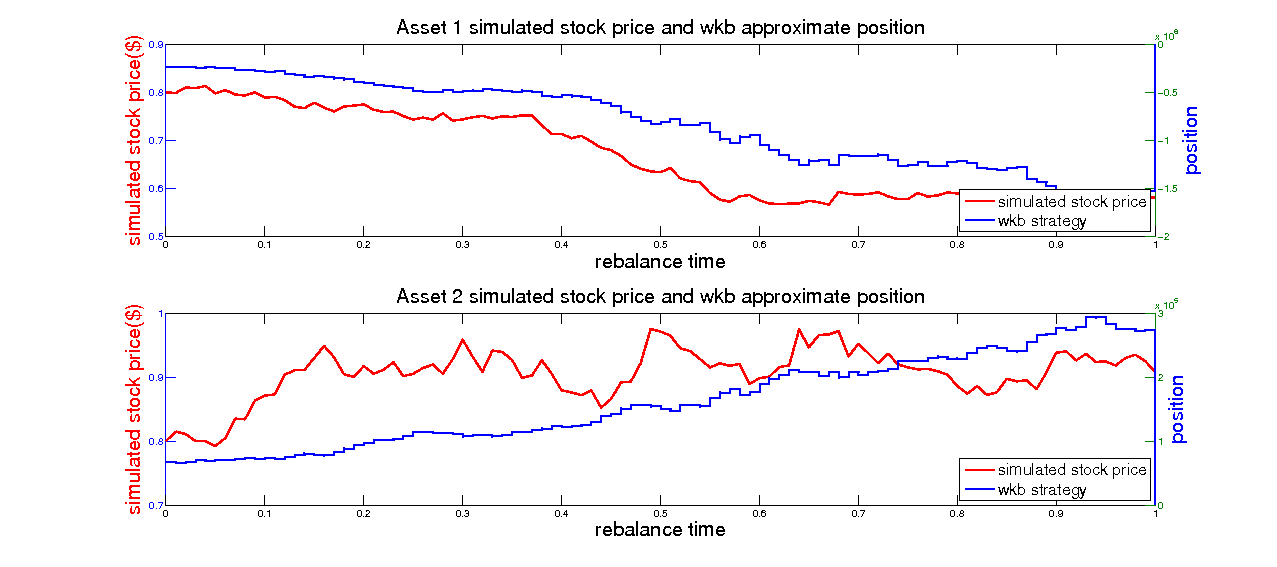 Asset 1 simulated stock price and wkb approximate position
simulated stock price($)
0.9
0.8
0.7
0.6
0.5
0
0.1
0.2
0.3
0.4
0.5
0.6
0.7
0.8
0.9
1
rebalance time
x 10
0
−0.5
−1
−1.5
−2
position
simulated stock price
wkb strategy
Asset 2 simulated stock price and wkb approximate position
simulated stock price($)
1
0.9
0.8
0.7
0
0.1
0.2
0.3
0.4
0.5
0.6
0.7
0.8
0.9
1
rebalance time
x 10
3
2
1
0
position
simulated stock price
wkb strategy